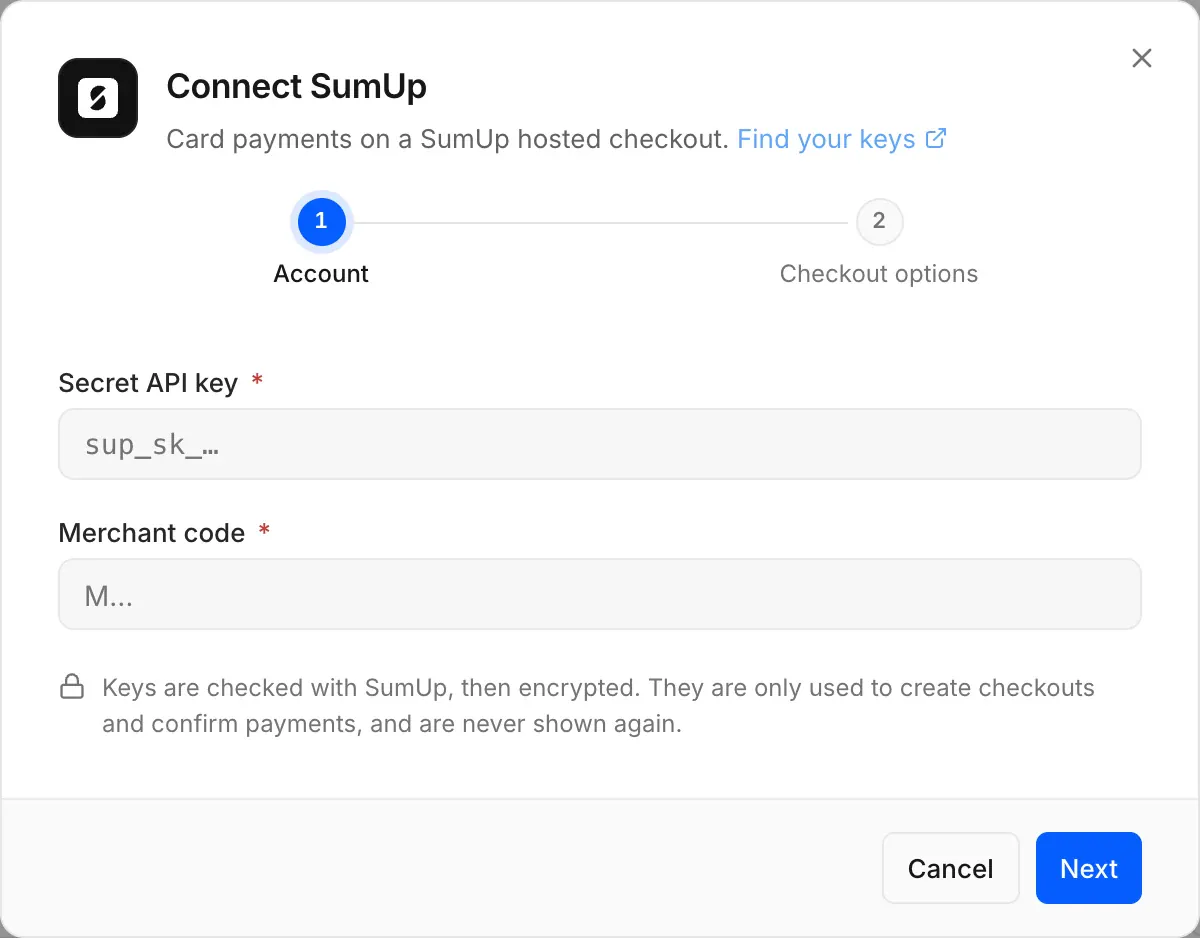 Connect SumUp
Card payments on a SumUp hosted checkout. Find your keys
1
2
Account
Checkout options
Secret API key *
sup_sk_…
Merchant code *
M...
Keys are checked with SumUp, then encrypted. They are only used to create checkouts
and confirm payments, and are never shown again.
Cancel
Next